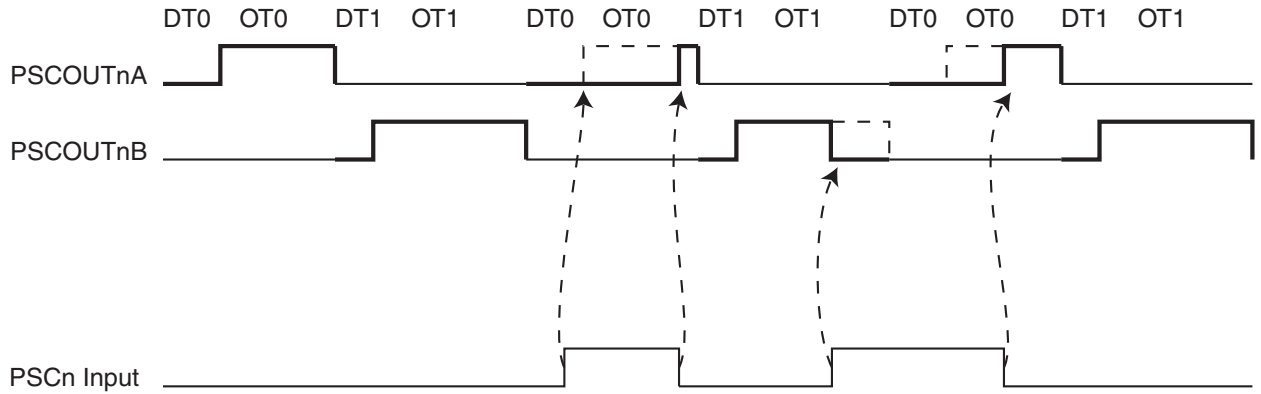 DT0 OT0 DT1 OT1 DT0 OT0 DT1 OT1 DT0 OT0 DT1 OT1
PSCOUTnA
PSCOUTnB
PSCn Input